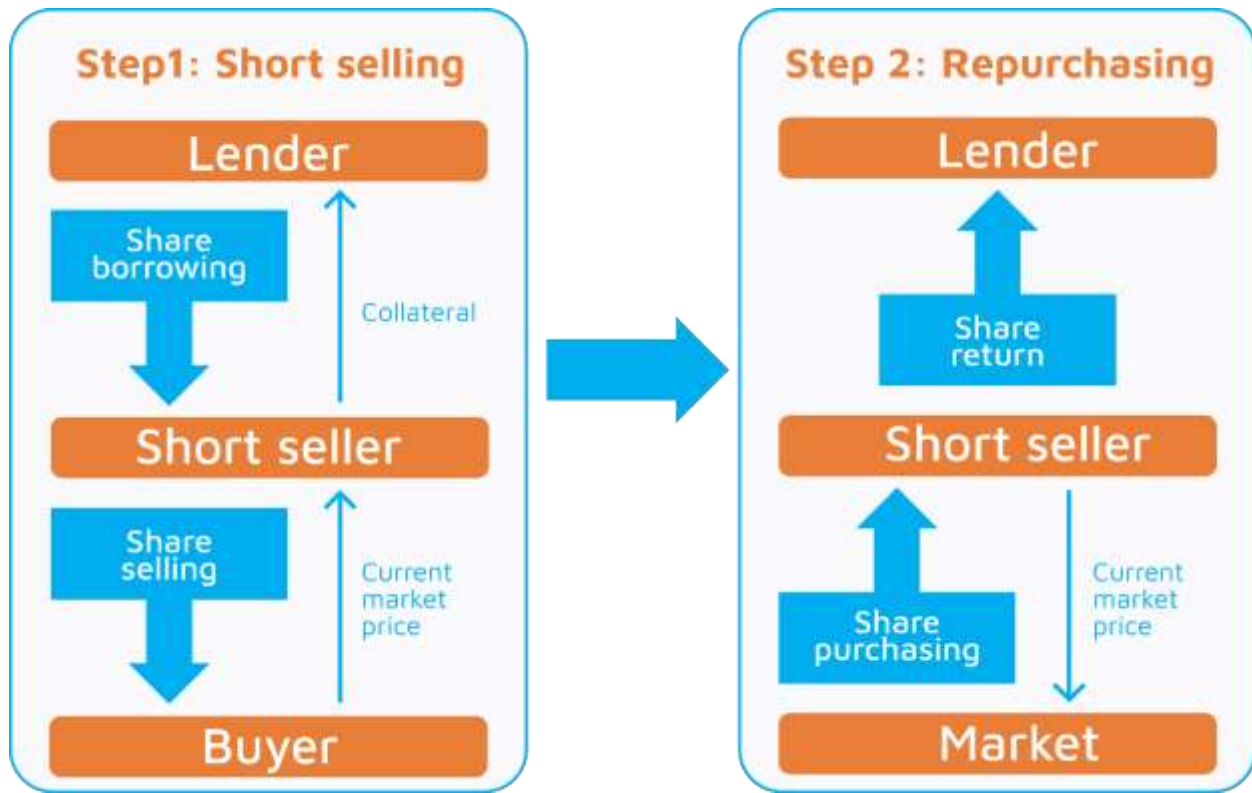 Step1: Short selling
Lender
Share
borrowing
Collateral
Short seller
Share
selling
Current
market
price
Buyer
Step 2: Repurchasing
Lender
Share
return
Short seller
Share
purchasing
Current
market
price
Market